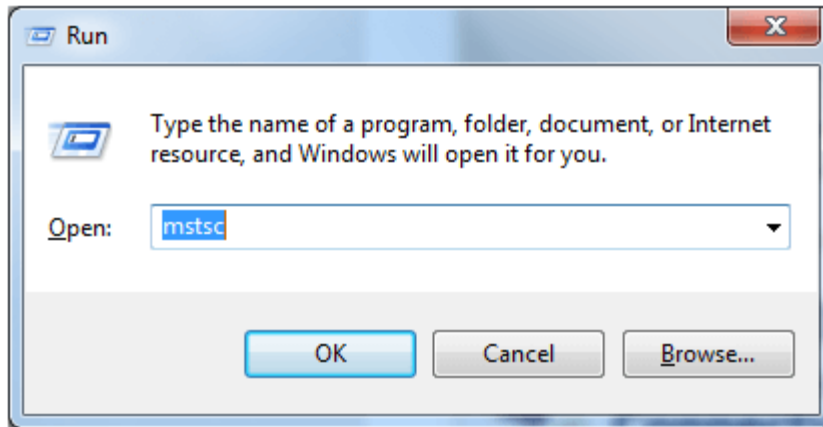 Run
Type the name of a program, folder, document, or Internet
resource, and Windows will open it for you.
Open: mstsc
OK Cancel Browse...